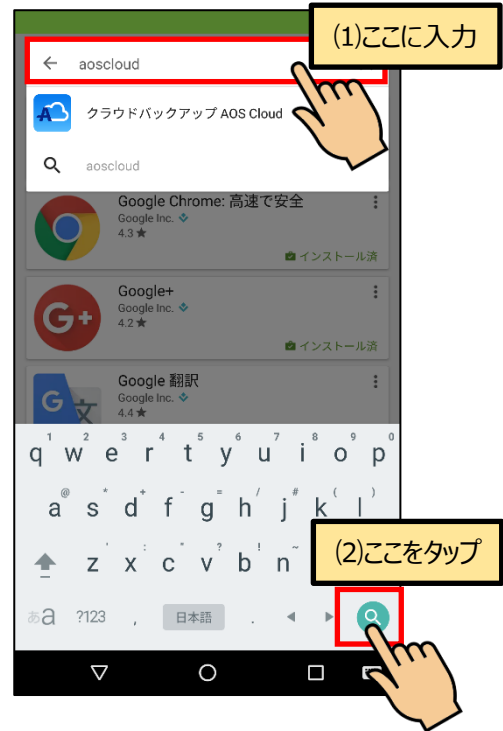 (1)ここに入力
aoscloud
クラウドバックアップ AOS Cloud
aoscloud
Google Chrome: 高速で安全
Google Inc.
4.3★
インストール済
Google+
Google Inc.
4.2★
インストール済
Google 翻訳
Google Inc.
4.4★
1 2 3 4 5 6 7 8 9 0
q w e r t y u i o p
@ * + - = / # ( )
a s d f g h j k l
' : " ? ! ~
z x c v b n
(2)ここをタップ
あa ?123 , 日本語 .